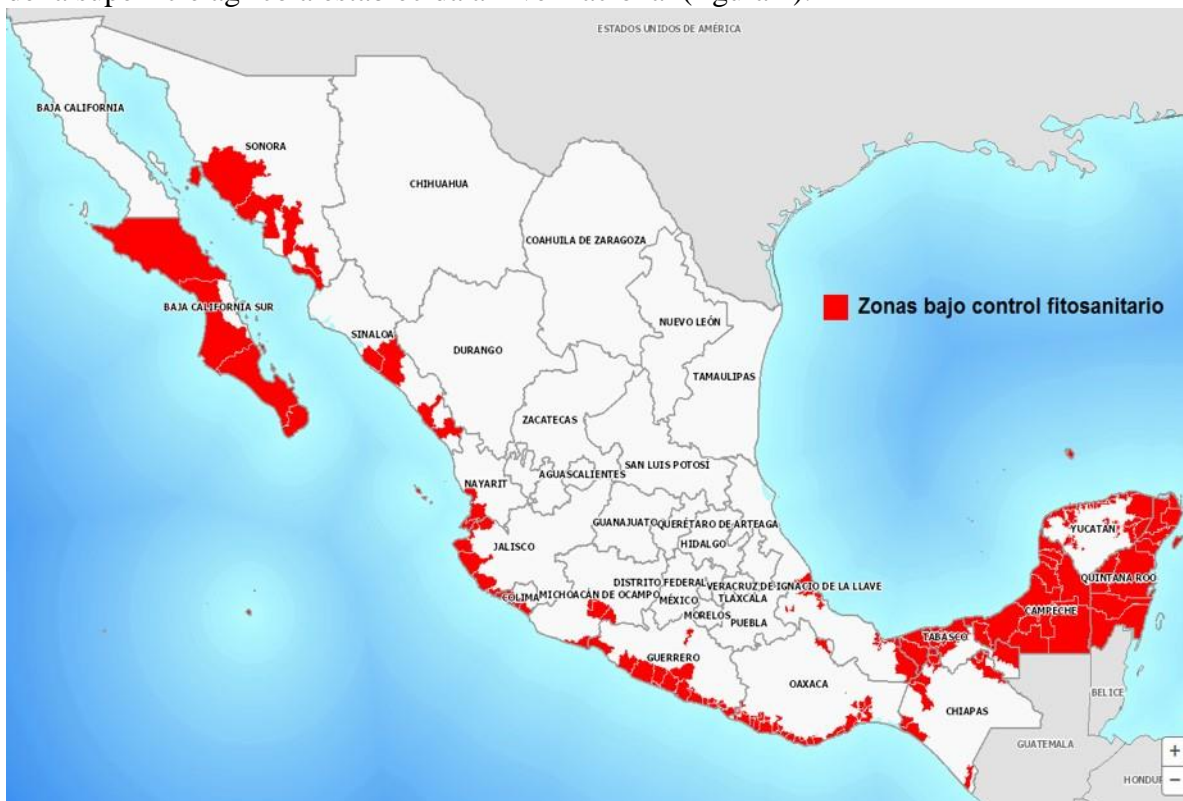 ESTADOS UNIDOS DE AMÉRICA
BAJA CALIFORNIA
SONORA
CHIHUAHUA
COAHUILA DE ZARAGOZA
BAJA CALIFORNIA SUR
Zonas bajo control fitosanitario
NUEVO LEÓN
SINALOA
DURANGO
TAMAULIPAS
ZACATECAS
SAN LUIS POTOSÍ
AGUASCALIENTES
NAYARIT
GUANAJUATO
QUERÉTARO DE ARTEAGA
YUCATÁN
JALISCO
HIDALGO
QUINTANA ROO
DISTRITO FEDERAL
VERACRUZ DE IGNACIO DE LA LLAVE
COLIMA
MICHOACÁN DE OCAMPO
MÉXICO
TLAXCALA
CAMPECHE
MORELOS
PUEBLA
TABASCO
GUERRERO
OAXACA
BELICE
CHIAPAS
GUATEMALA
+
−
HONDUR